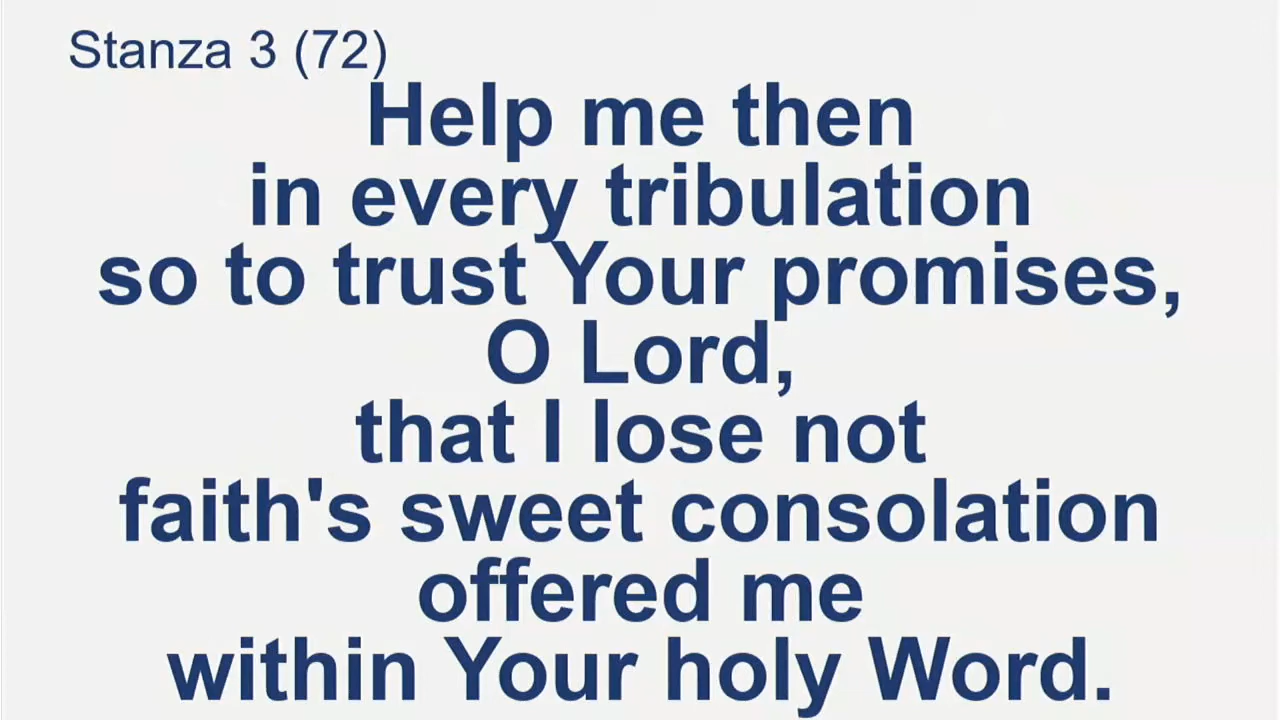 Stanza 3 (72)
Help me then
in every tribulation
so to trust Your promises,
O Lord,
that I lose not
faith's sweet consolation
offered me
within Your holy Word.